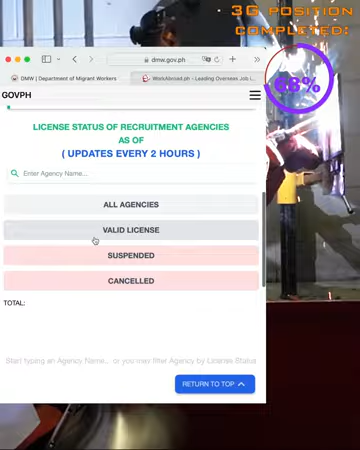 3G position
completed:
68%
dmw.gov.ph
DMW | Department of Migrant Workers
WorkAbroad.ph - Leading Overseas Job i...
GOVPH
LICENSE STATUS OF RECRUITMENT AGENCIES
AS OF
( UPDATES EVERY 2 HOURS )
Enter Agency Name...
ALL AGENCIES
VALID LICENSE
SUSPENDED
CANCELLED
TOTAL:
Start typing an Agency Name... or you may filter Agency by License Status
RETURN TO TOP